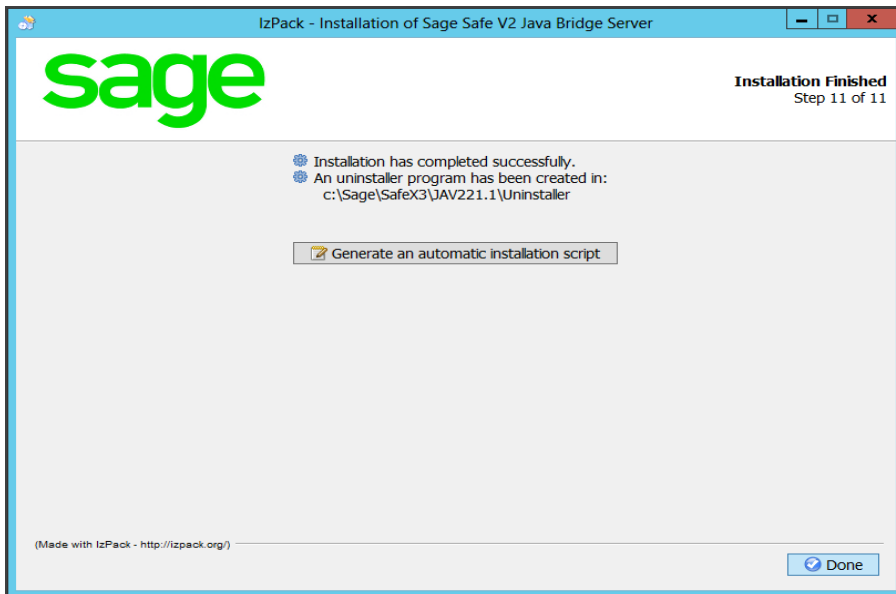 IzPack - Installation of Sage Safe V2 Java Bridge Server
sage
Installation Finished
Step 11 of 11
Installation has completed successfully.
An uninstaller program has been created in:
c:\Sage\SafeX3\JAV221.1\Uninstaller
Generate an automatic installation script
(Made with IzPack - http://izpack.org/)
Done